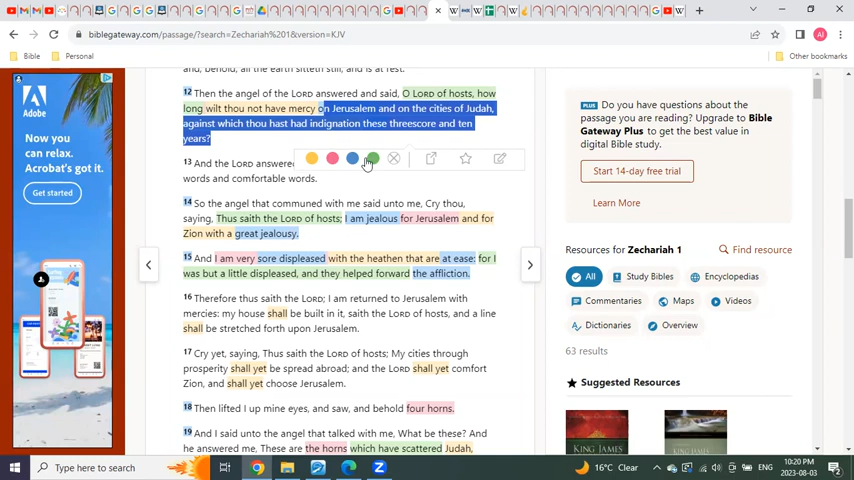 biblegateway.com/passage/?search=Zechariah%201&version=KJV
Bible
Personal
Other bookmarks
and, behold, all the earth sitteth still, and is at rest.
12 Then the angel of the LORD answered and said, O LORD of hosts, how
long wilt thou not have mercy on Jerusalem and on the cities of Judah,
against which thou hast had indignation these threescore and ten
years?
13 And the LORD answered
words and comfortable words.
14 So the angel that communed with me said unto me, Cry thou,
saying, Thus saith the LORD of hosts; I am jealous for Jerusalem and for
Zion with a great jealousy.
15 And I am very sore displeased with the heathen that are at ease: for I
was but a little displeased, and they helped forward the affliction.
16 Therefore thus saith the LORD; I am returned to Jerusalem with
mercies: my house shall be built in it, saith the LORD of hosts, and a line
shall be stretched forth upon Jerusalem.
17 Cry yet, saying, Thus saith the LORD of hosts; My cities through
prosperity shall yet be spread abroad; and the LORD shall yet comfort
Zion, and shall yet choose Jerusalem.
18 Then lifted I up mine eyes, and saw, and behold four horns.
19 And I said unto the angel that talked with me, What be these? And
he answered me, These are the horns which have scattered Judah,
Adobe
Now you
can relax.
Acrobat's got it.
Get started
PLUS Do you have questions about the
passage you are reading? Upgrade to Bible
Gateway Plus to get the best value in
digital Bible study.
Start 14-day free trial
Learn More
Resources for Zechariah 1
Find resource
All
Study Bibles
Encyclopedias
Commentaries
Maps
Videos
Dictionaries
Overview
63 results
Suggested Resources
KING JAMES
Type here to search
16°C Clear
ENG
10:20 PM
2023-08-03
2